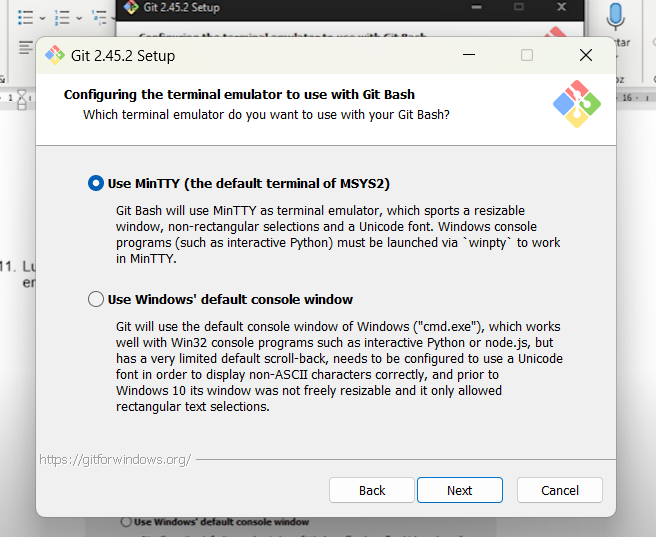 Git 2.45.2 Setup
Git 2.45.2 Setup
Configuring the terminal emulator to use with Git Bash
Which terminal emulator do you want to use with your Git Bash?
Use MinTTY (the default terminal of MSYS2)
Git Bash will use MinTTY as terminal emulator, which sports a resizable
window, non-rectangular selections and a Unicode font. Windows console
programs (such as interactive Python) must be launched via `winpty` to work
in MinTTY.
11. Lu
Use Windows' default console window
Git will use the default console window of Windows ("cmd.exe"), which works
well with Win32 console programs such as interactive Python or node.js, but
has a very limited default scroll-back, needs to be configured to use a Unicode
font in order to display non-ASCII characters correctly, and prior to
Windows 10 its window was not freely resizable and it only allowed
rectangular text selections.
https://gitforwindows.org/
Back
Next
Cancel
Use Windows' default console window